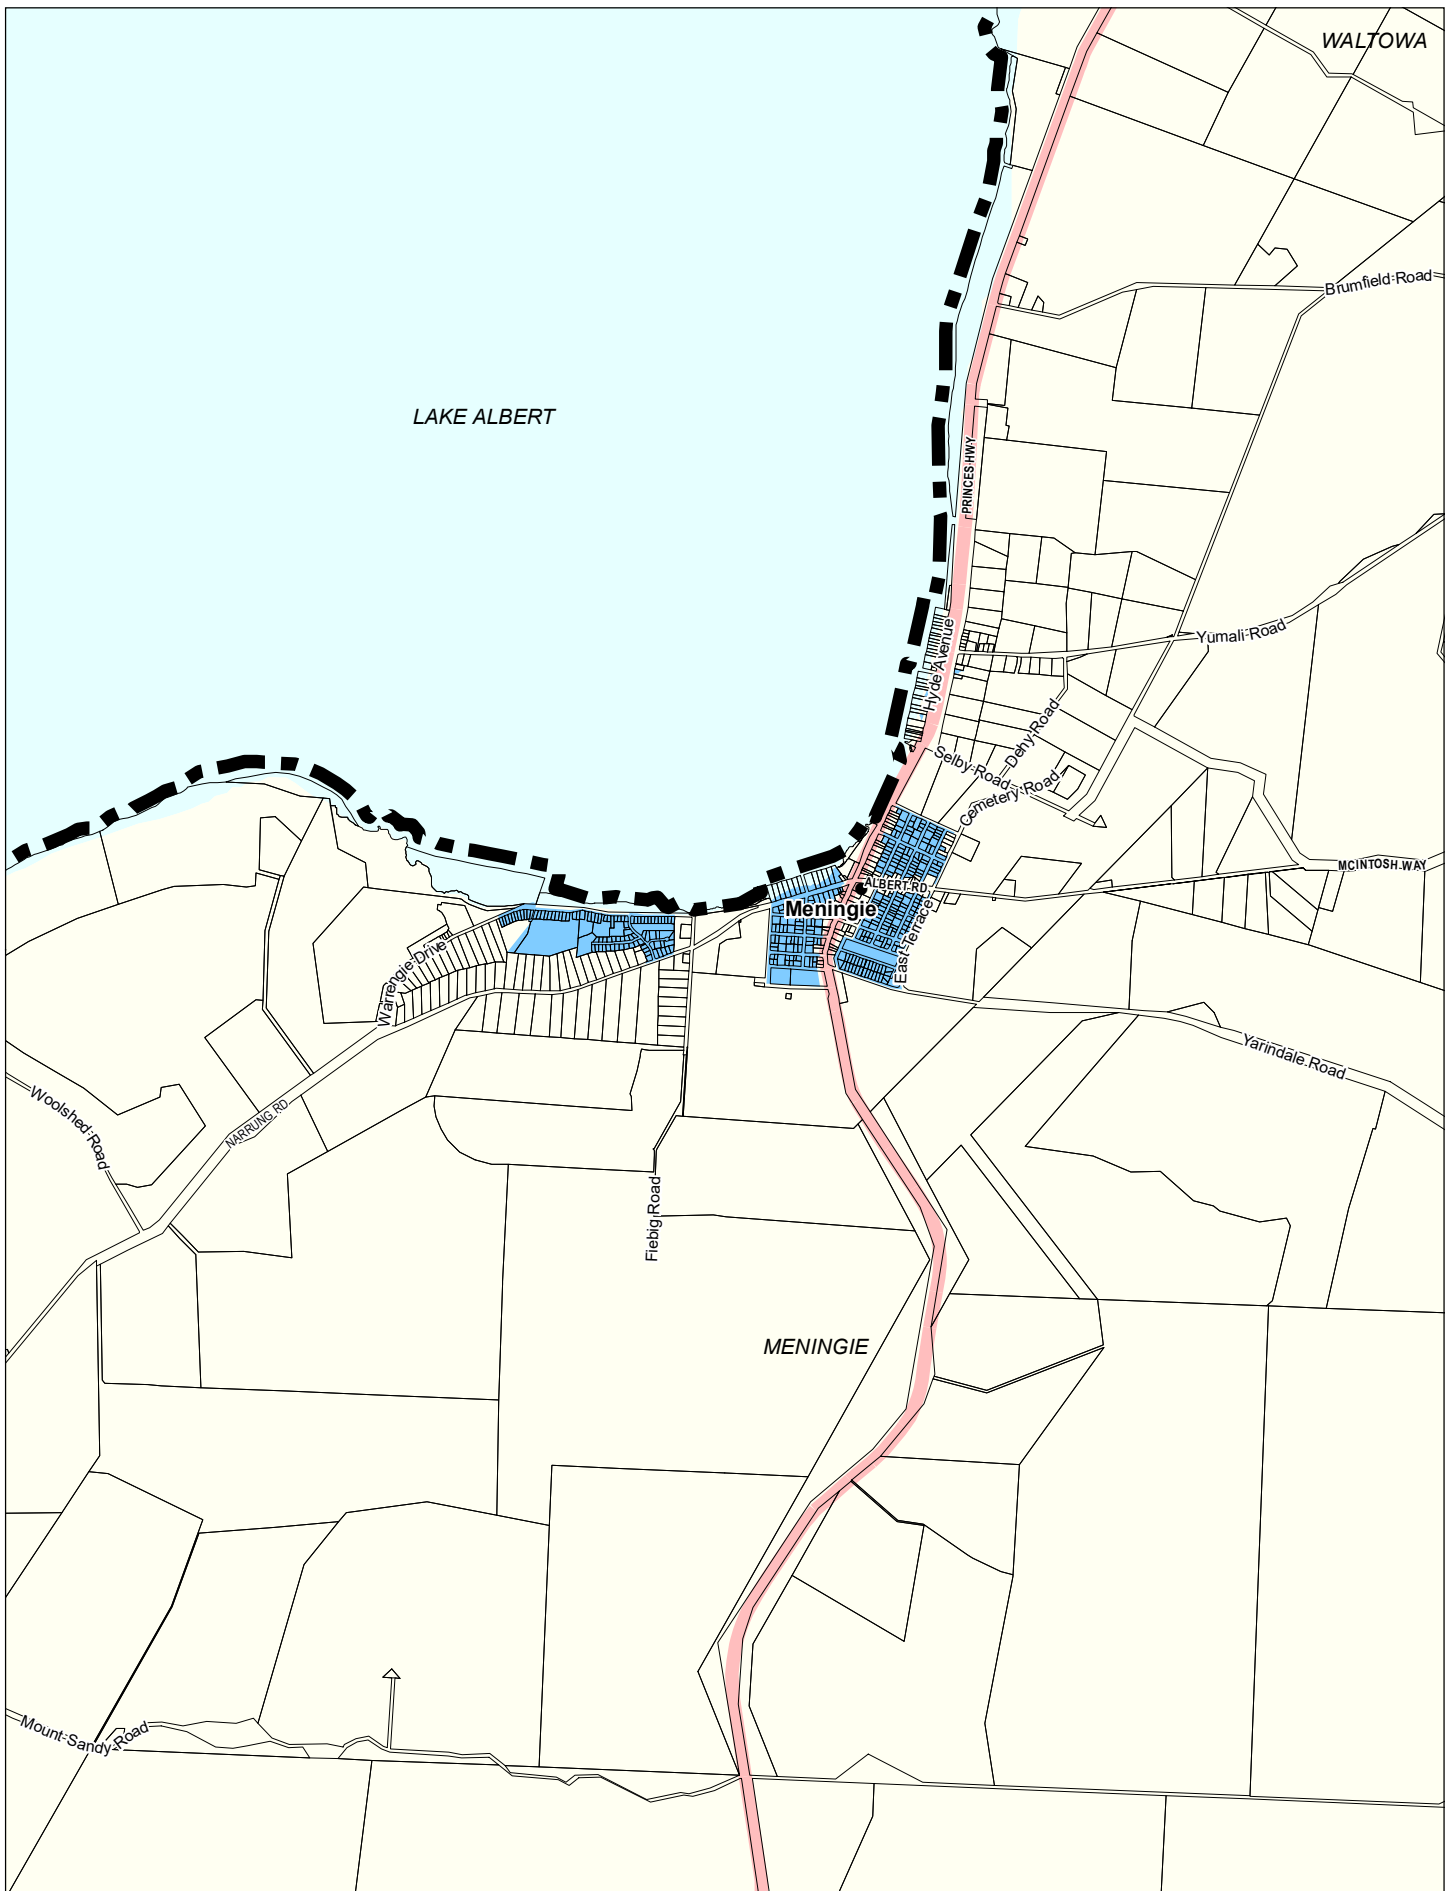 WALTOWA
Brumfield Road
LAKE ALBERT
PRINCES HWY
Yumali Road
Hyde Avenue
Dehy Road
Selby Road
Cemetery Road
MCINTOSH WAY
ALBERT RD
Meningie
East Terrace
Warrengie Drive
Yarindale Road
Woolshed Road
NARRUNG RD
Fiebig Road
MENINGIE
Mount Sandy Road